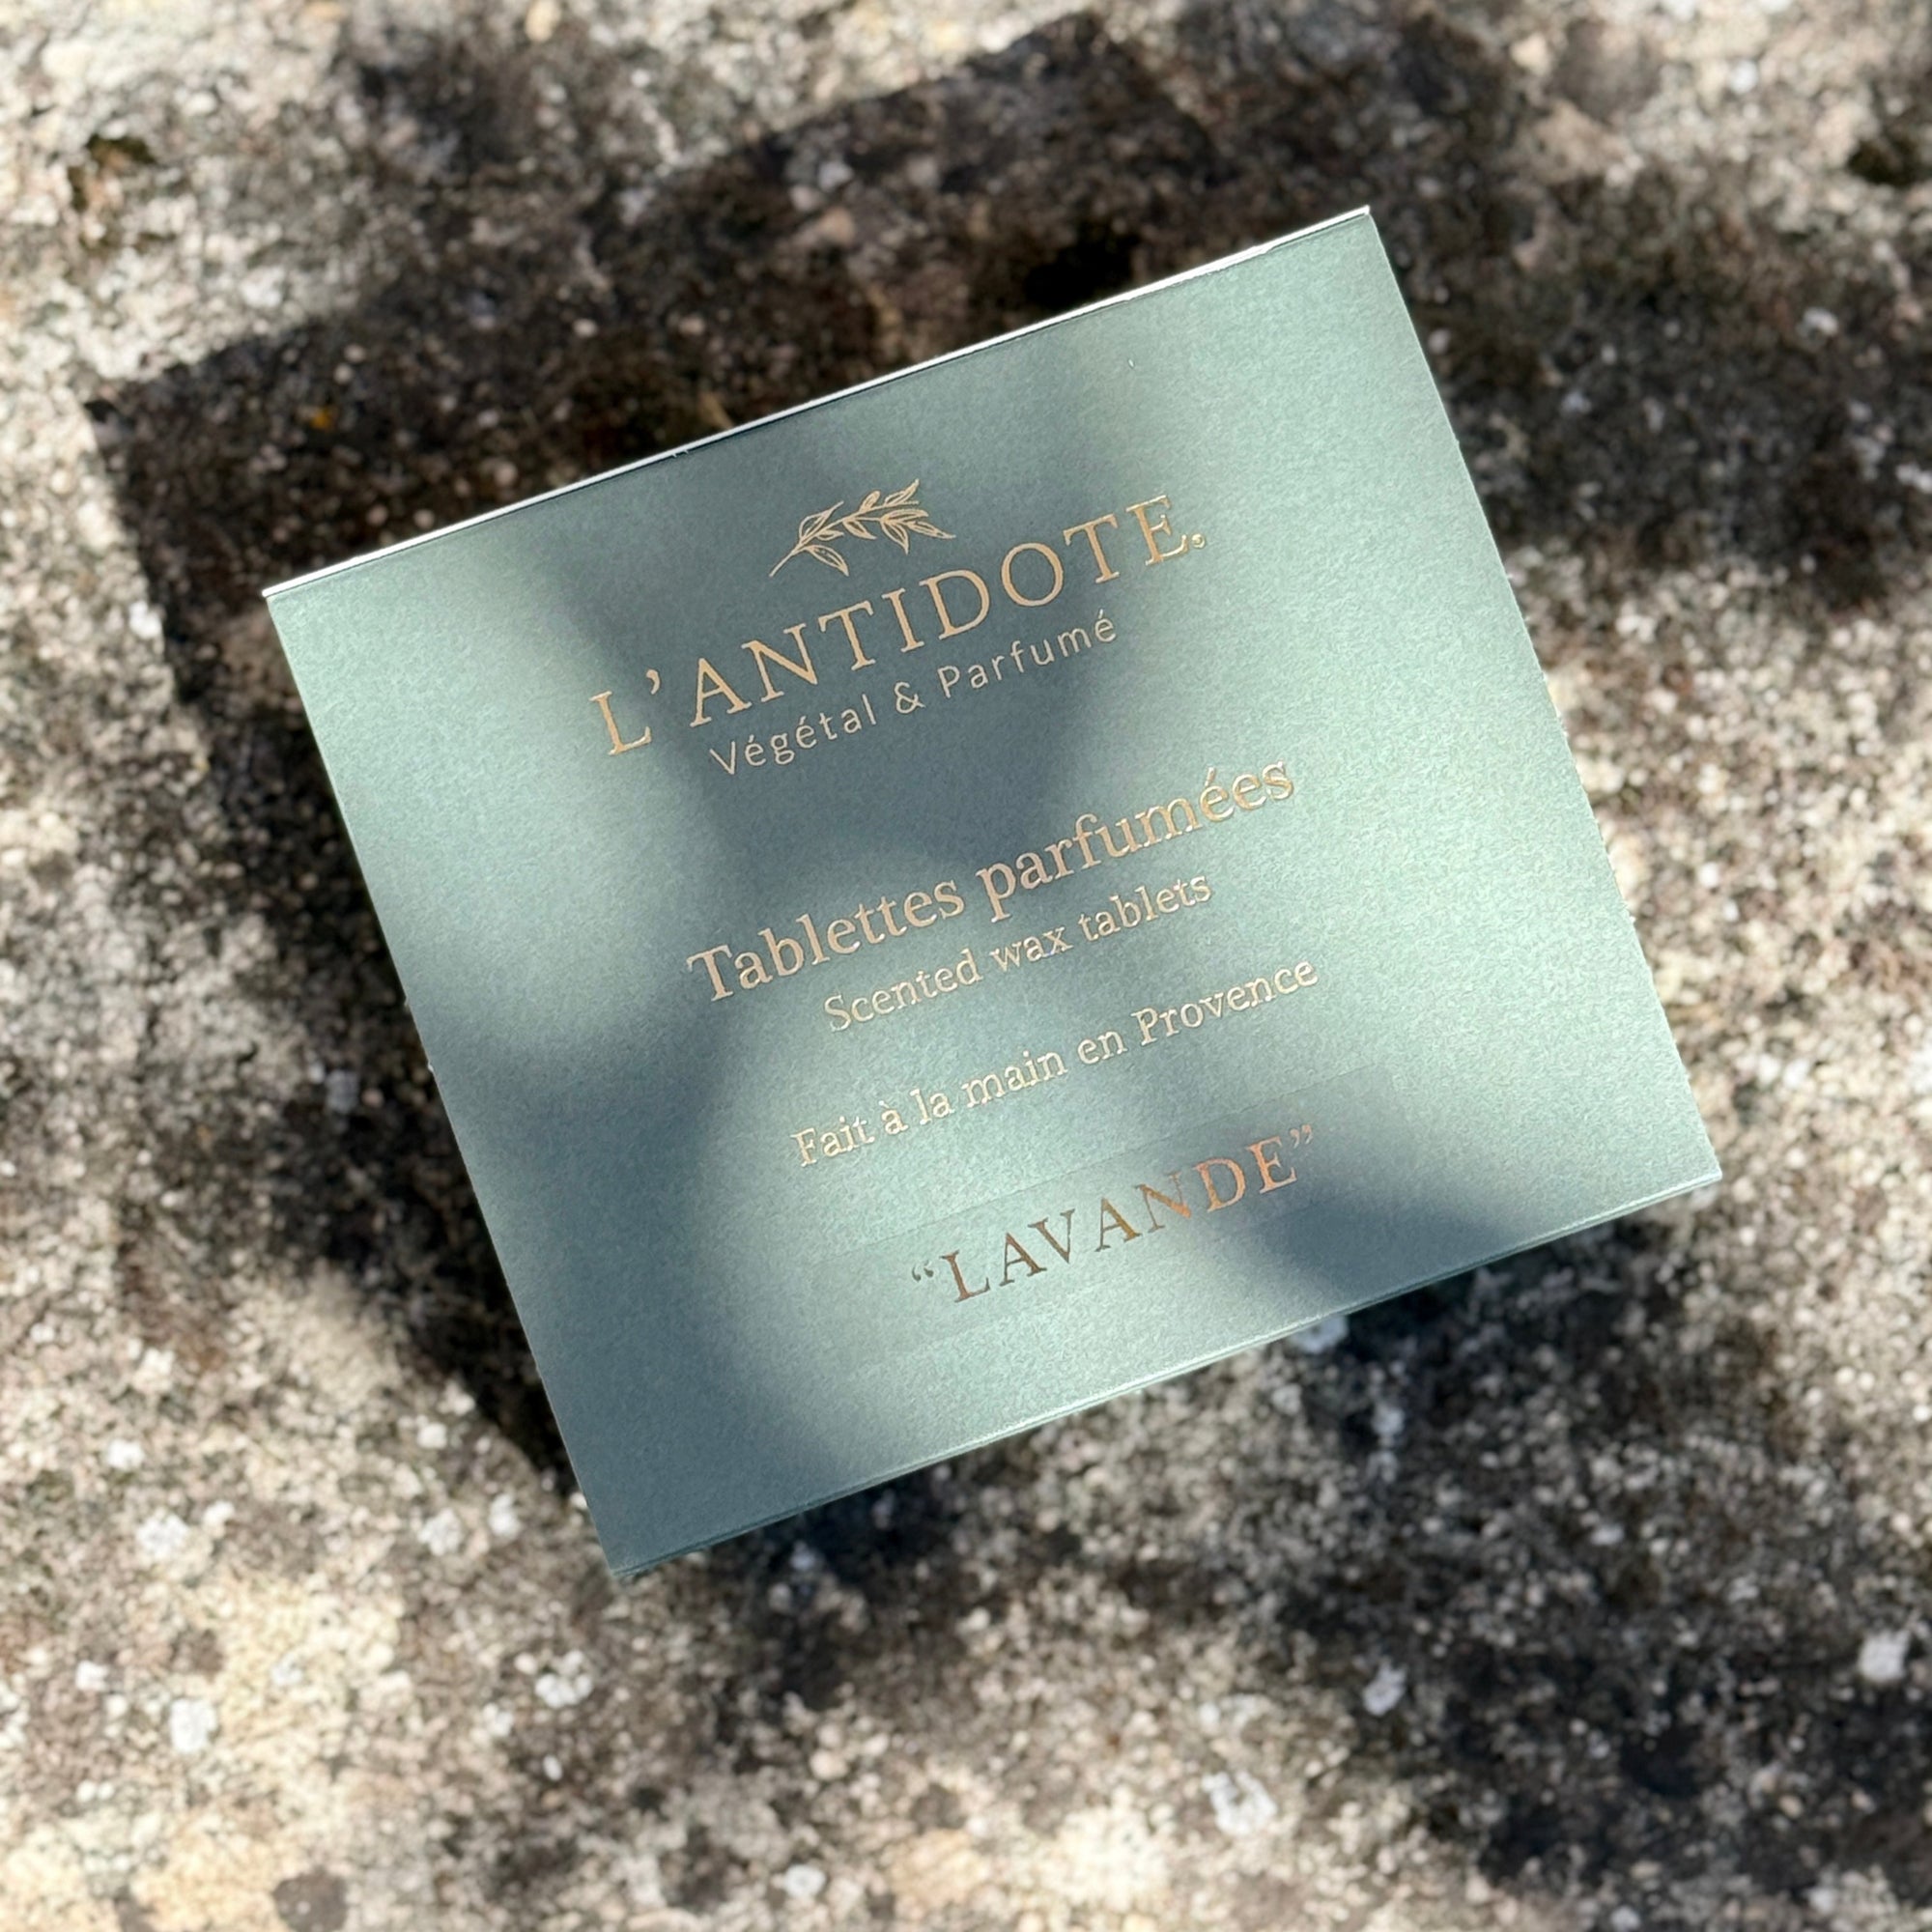 L'ANTIDOTE.
Végétal & Parfumé
Tablettes parfumées
Scented wax tablets
Fait à la main en Provence
“LAVANDE”